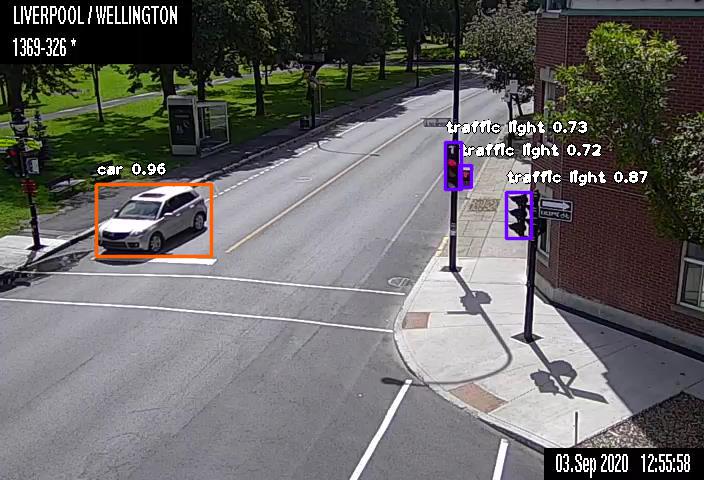 LIVERPOOL / WELLINGTON
1369-326 *
traffic light 0.73
traffic light 0.72
car 0.96
traffic light 0.87
03.Sep 2020 12:55:58